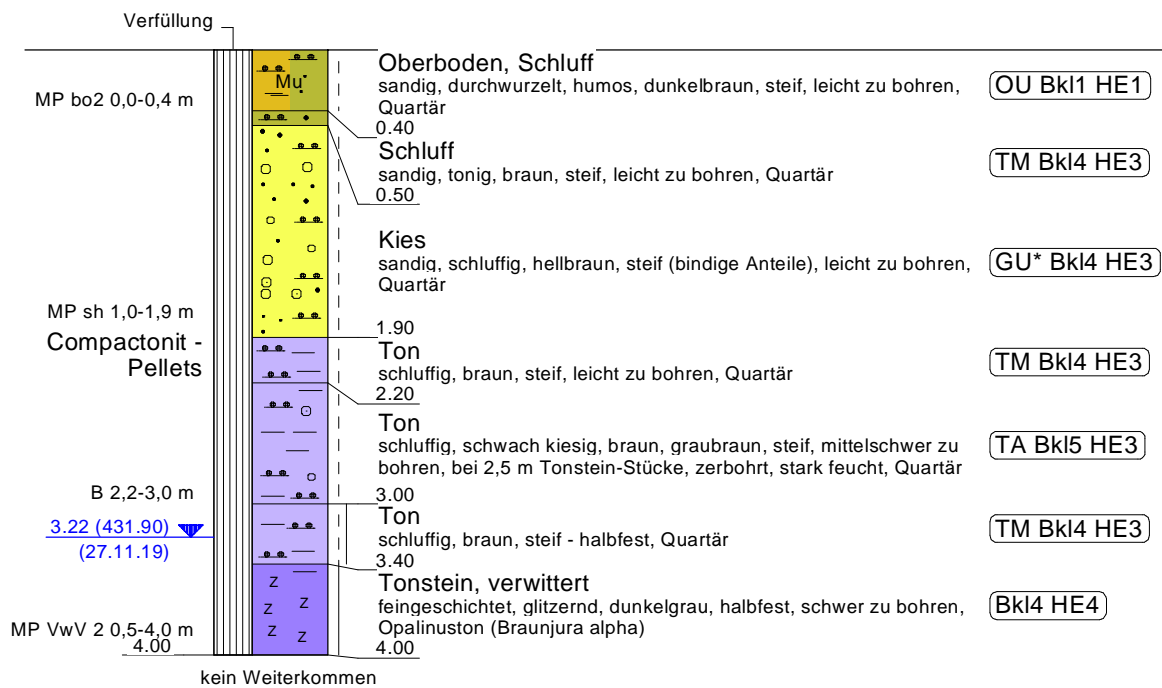 Verfüllung
Mu
MP bo2 0,0-0,4 m
Oberboden, Schluff
sandig, durchwurzelt, humos, dunkelbraun, steif, leicht zu bohren,
Quartär
0.40
OU Bkl1 HE1
Schluff
sandig, tonig, braun, steif, leicht zu bohren, Quartär
0.50
TM Bkl4 HE3
Kies
sandig, schluffig, hellbraun, steif (bindige Anteile), leicht zu bohren,
Quartär
1.90
GU* Bkl4 HE3
MP sh 1,0-1,9 m
Compactonit -
Pellets
Ton
schluffig, braun, steif, leicht zu bohren, Quartär
2.20
TM Bkl4 HE3
Ton
schluffig, schwach kiesig, braun, graubraun, steif, mittelschwer zu
bohren, bei 2,5 m Tonstein-Stücke, zerbohrt, stark feucht, Quartär
3.00
TA Bkl5 HE3
B 2,2-3,0 m
3.22 (431.90)
(27.11.19)
Ton
schluffig, braun, steif - halbfest, Quartär
3.40
TM Bkl4 HE3
Tonstein, verwittert
feingeschichtet, glitzernd, dunkelgrau, halbfest, schwer zu bohren,
Opalinuston (Braunjura alpha)
4.00
Bkl4 HE4
z
z z
z z
MP VwV 2 0,5-4,0 m
4.00
kein Weiterkommen